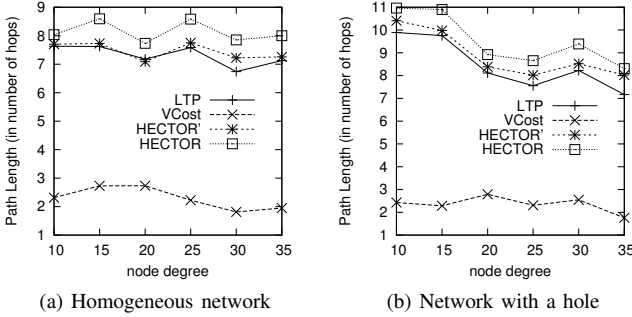 9
8
7
6
5
4
3
2
1
Path Length (in number of hops)
LTP
VCost
HECTOR'
HECTOR
10 15 20 25 30 35
node degree
(a) Homogeneous network
11
10
9
8
7
6
5
4
3
2
1
Path Length (in number of hops)
LTP
VCost
HECTOR'
HECTOR
10 15 20 25 30 35
node degree
(b) Network with a hole